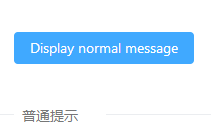 Display normal message
普通提示